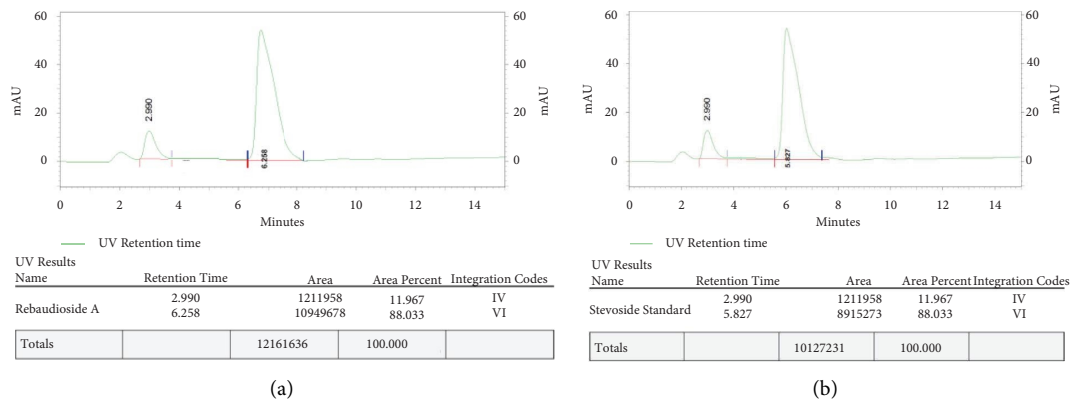 60
40
20
0
mAU
2.990
6.258
60
40
20
0
mAU
0 2 4 6 8 10 12 14
Minutes
UV Retention time
UV Results
Name Retention Time Area Area Percent Integration Codes
Rebaudioside A
2.990 1211958 11.967 IV
6.258 10949678 88.033 VI
Totals 12161636 100.000
(a)
60
40
20
0
mAU
2.990
5.827
60
40
20
0
mAU
0 2 4 6 8 10 12 14
Minutes
UV Retention time
UV Results
Name Retention Time Area Area Percent Integration Codes
Stevoside Standard
2.990 1211958 11.967 IV
5.827 8915273 88.033 VI
Totals 10127231 100.000
(b)